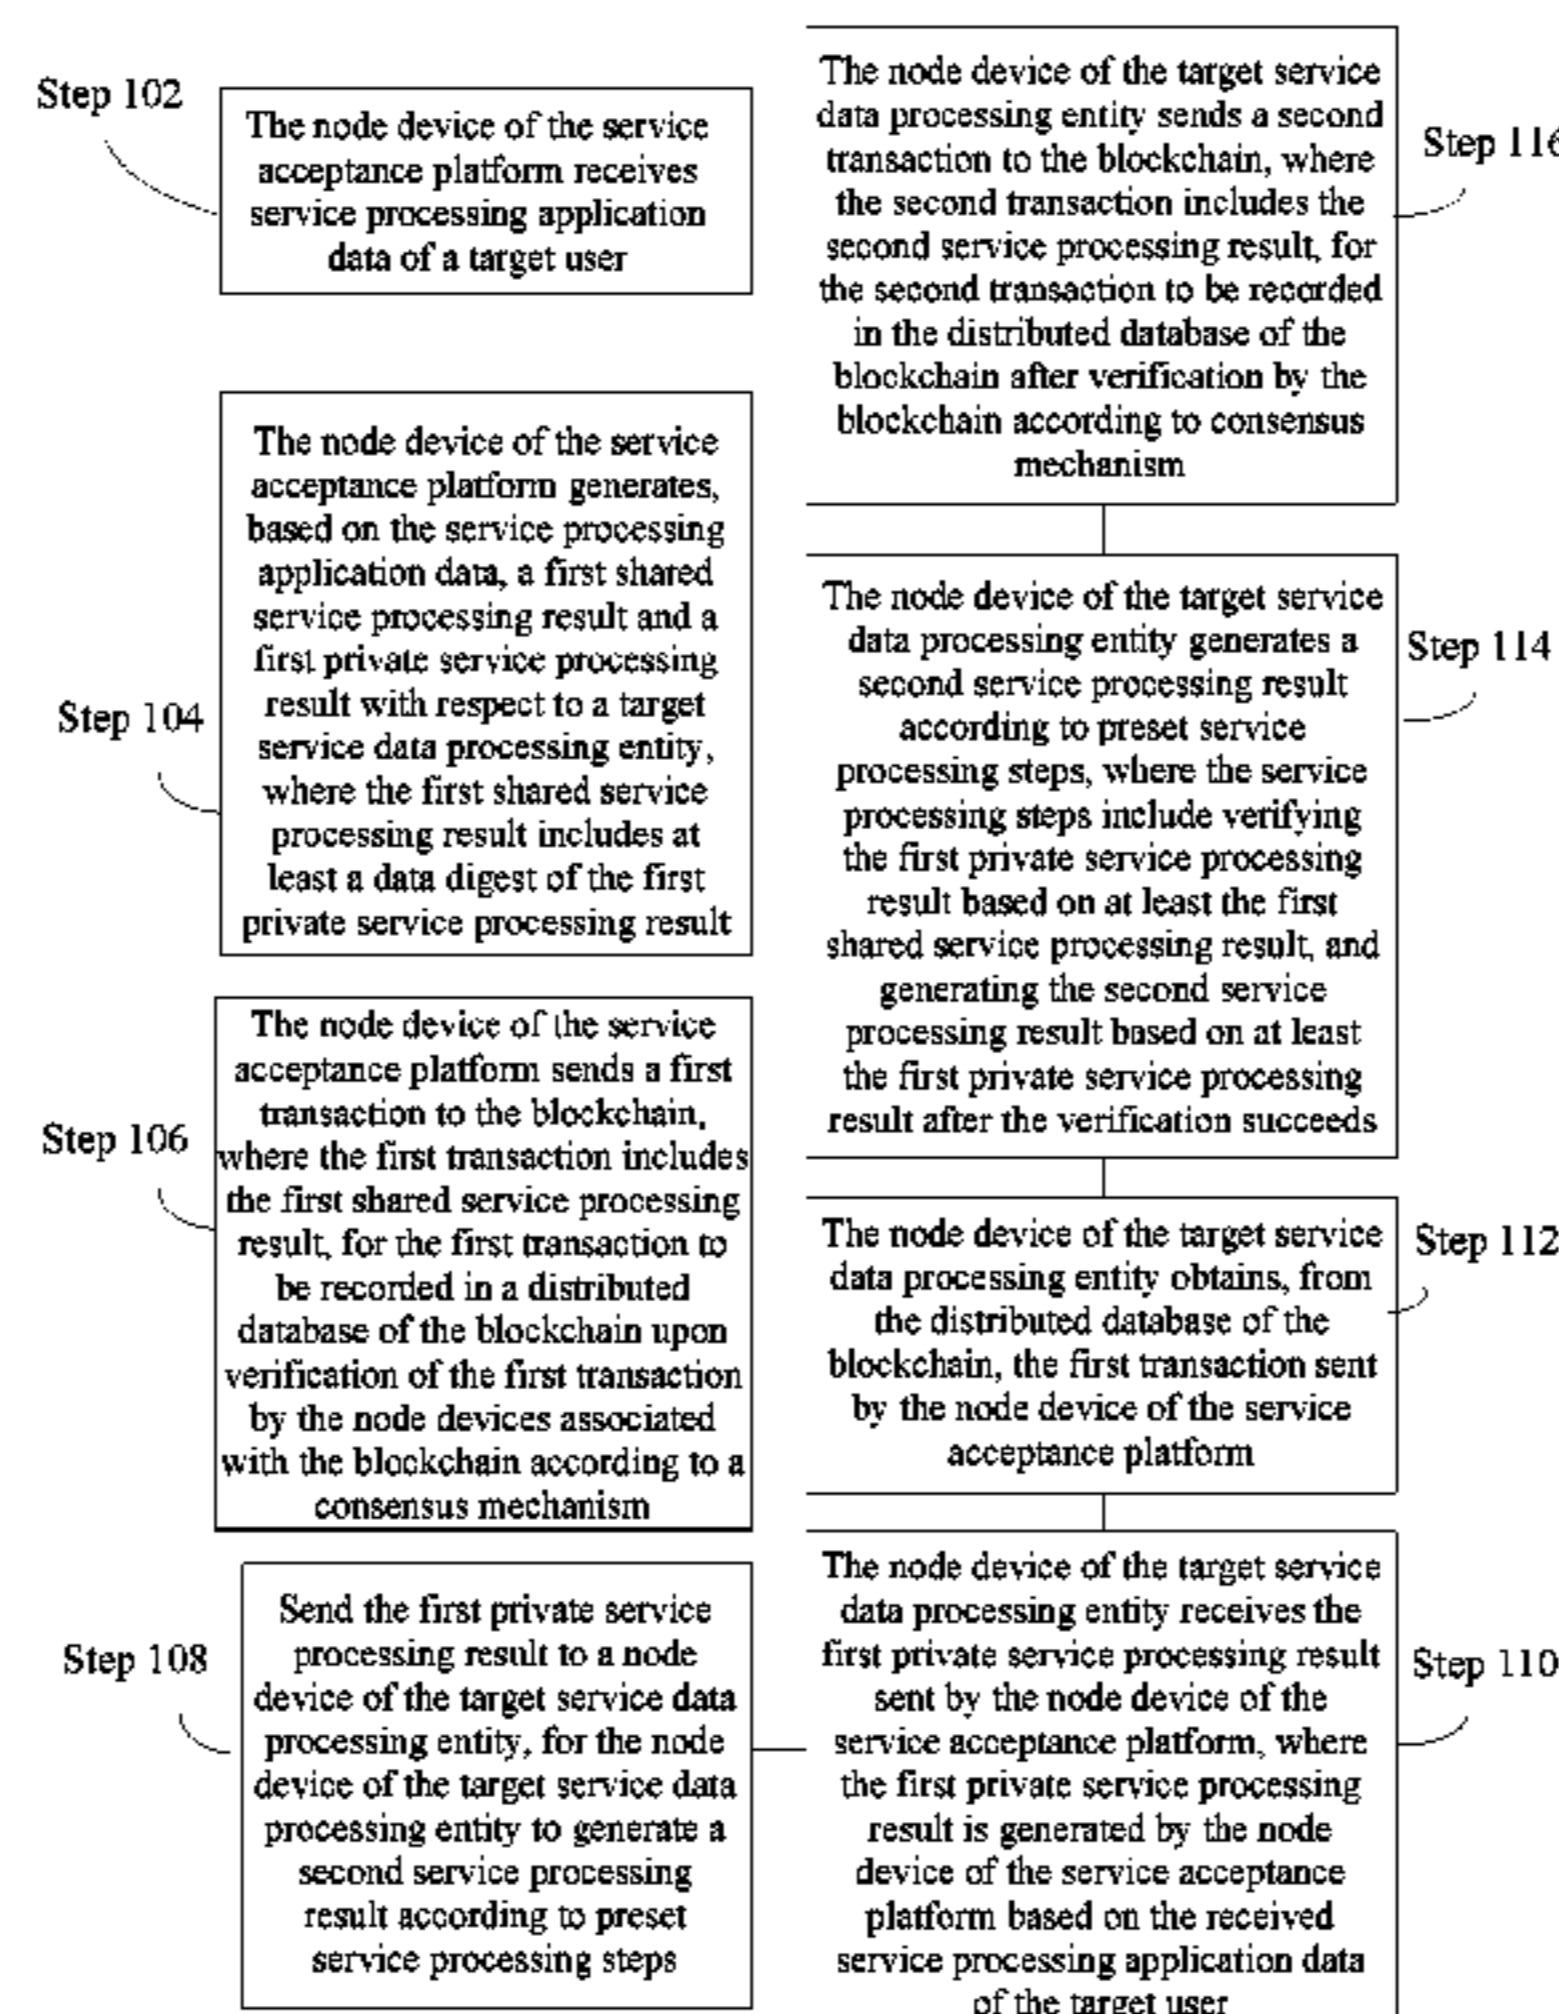 Step 102
The node device of the service
acceptance platform receives
service processing application
data of a target user
Step 104
The node device of the service
acceptance platform generates,
based on the service processing
application data, a first shared
service processing result and a
first private service processing
result with respect to a target
service data processing entity,
where the first shared service
processing result includes at
least a data digest of the first
private service processing result
Step 106
The node device of the service
acceptance platform sends a first
transaction to the blockchain,
where the first transaction includes
the first shared service processing
result, for the first transaction to
be recorded in a distributed
database of the blockchain upon
verification of the first transaction
by the node devices associated
with the blockchain according to a
consensus mechanism
Step 108
Send the first private service
processing result to a node
device of the target service data
processing entity, for the node
device of the target service data
processing entity to generate a
second service processing
result according to preset
service processing steps
The node device of the target service
data processing entity sends a second
transaction to the blockchain, where
the second transaction includes the
second service processing result, for
the second transaction to be recorded
in the distributed database of the
blockchain after verification by the
blockchain according to consensus
mechanism
Step 116
The node device of the target service
data processing entity generates a
second service processing result
according to preset service
processing steps, where the service
processing steps include verifying
the first private service processing
result based on at least the first
shared service processing result, and
generating the second service
processing result based on at least
the first private service processing
result after the verification succeeds
Step 114
The node device of the target service
data processing entity obtains, from
the distributed database of the
blockchain, the first transaction sent
by the node device of the service
acceptance platform
Step 112
The node device of the target service
data processing entity receives the
first private service processing result
sent by the node device of the
service acceptance platform, where
the first private service processing
result is generated by the node
device of the service acceptance
platform based on the received
service processing application data
of the target user
Step 110